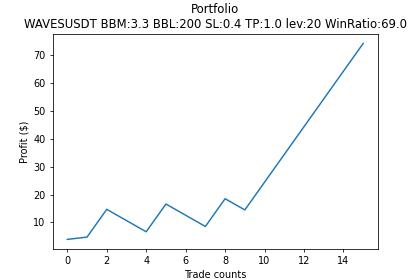 Portfolio
WAVESUSDT BBM:3.3 BBL:200 SL:0.4 TP:1.0 lev:20 WinRatio:69.0
Profit ($)
70
60
50
40
30
20
10
0 2 4 6 8 10 12 14
Trade counts